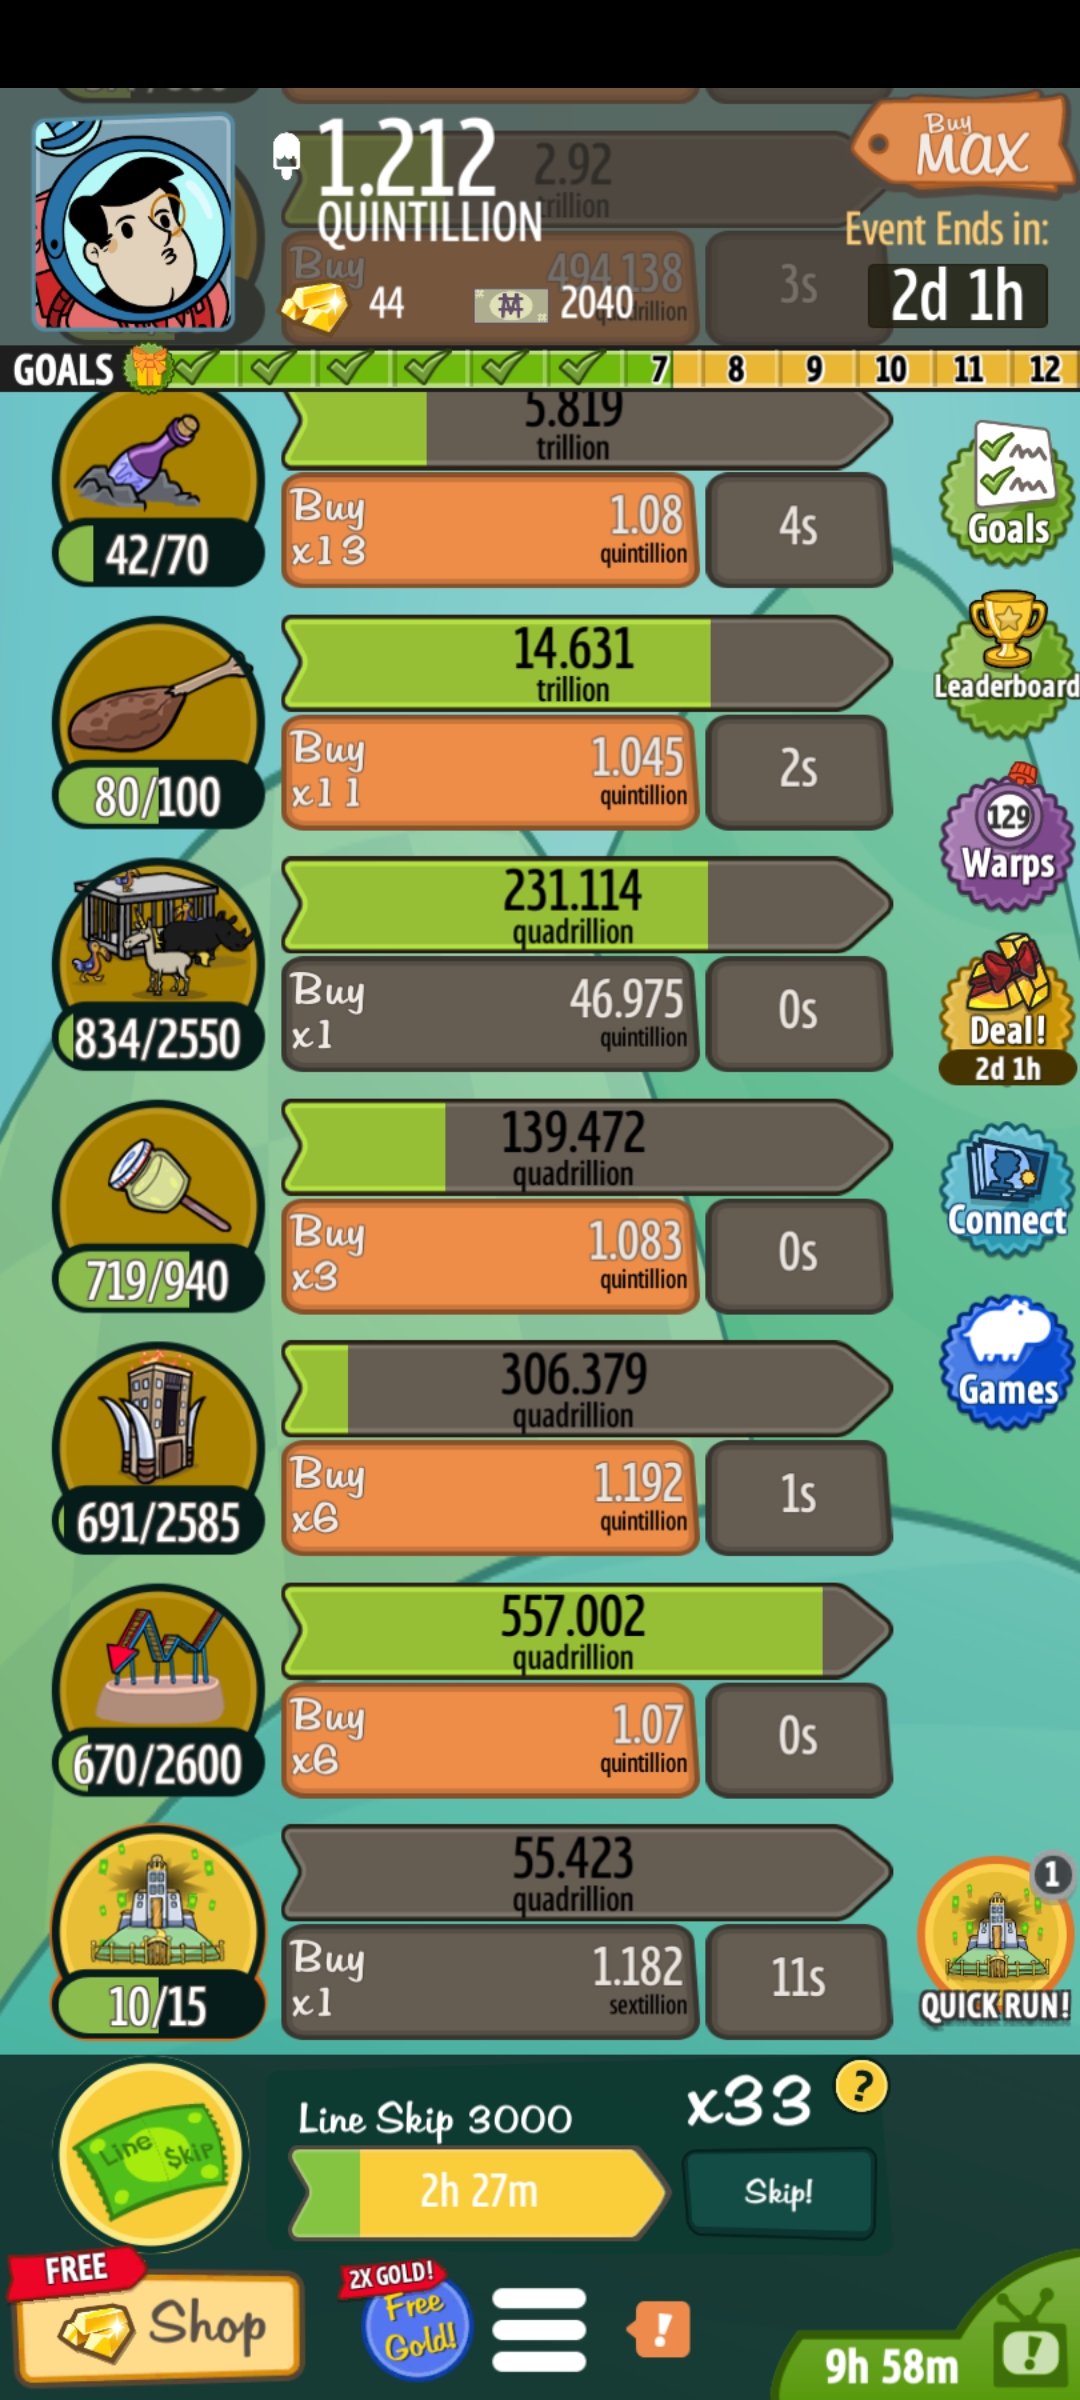 1.212
QUINTILLION
2.92
trillion
Buy
MAX
Event Ends in:
2d 1h
Buy
494.138
3s
44
2040
GOALS
7
8
9
10
11
12
5.819
trillion
42/70
Buy
x13
1.08
quintillion
4s
Goals
14.631
trillion
80/100
Buy
x11
1.045
quintillion
2s
Leaderboard
231.114
quadrillion
834/2550
Buy
x1
46.975
quintillion
0s
129
Warps
Deal!
2d 1h
139.472
quadrillion
719/940
Buy
x3
1.083
quintillion
0s
Connect
306.379
quadrillion
691/2585
Buy
x6
1.192
quintillion
1s
Games
557.002
quadrillion
670/2600
Buy
x6
1.07
quintillion
0s
55.423
quadrillion
10/15
Buy
x1
1.182
sextillion
11s
1
QUICK RUN!
Line Skip
Line Skip 3000
2h 27m
x33
?
Skip!
FREE
Shop
2X GOLD!
Free
Gold!
!
9h 58m
!